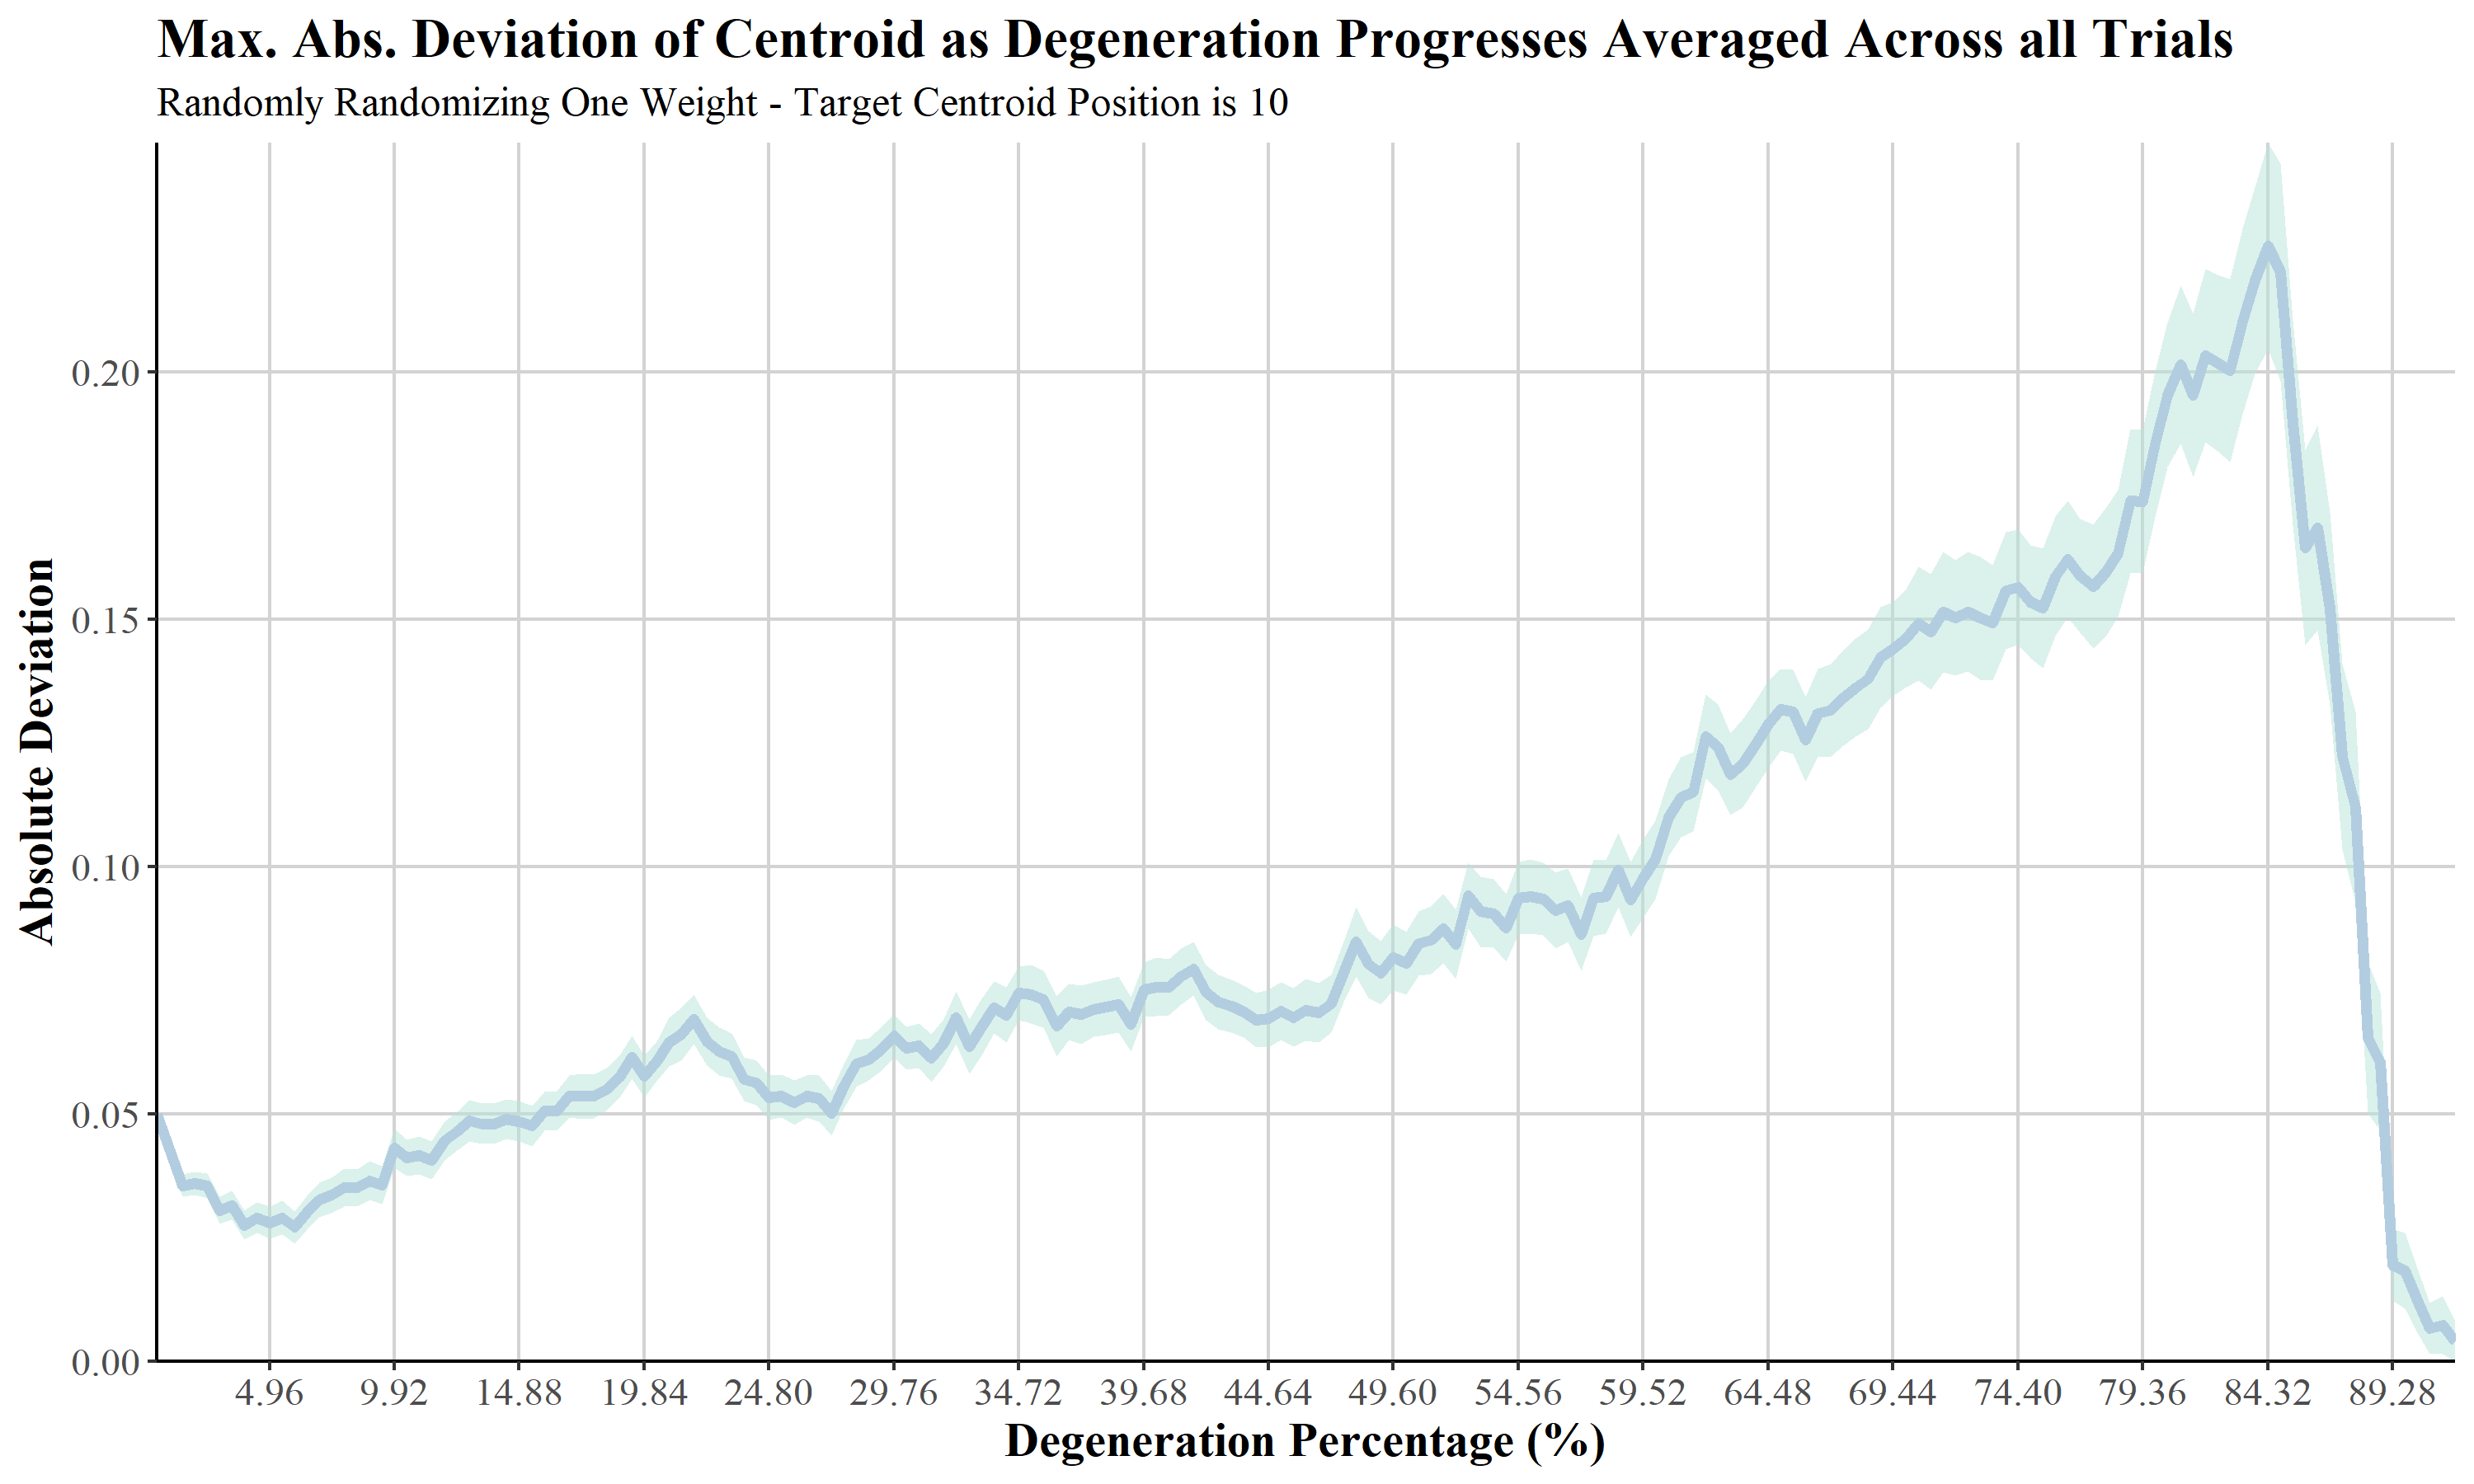 Max. Abs. Deviation of Centroid as Degeneration Progresses Averaged Across all Trials
Randomly Randomizing One Weight - Target Centroid Position is 10
Absolute Deviation
0.20
0.15
0.10
0.05
0.00
4.96 9.92 14.88 19.84 24.80 29.76 34.72 39.68 44.64 49.60 54.56 59.52 64.48 69.44 74.40 79.36 84.32 89.28
Degeneration Percentage (%)